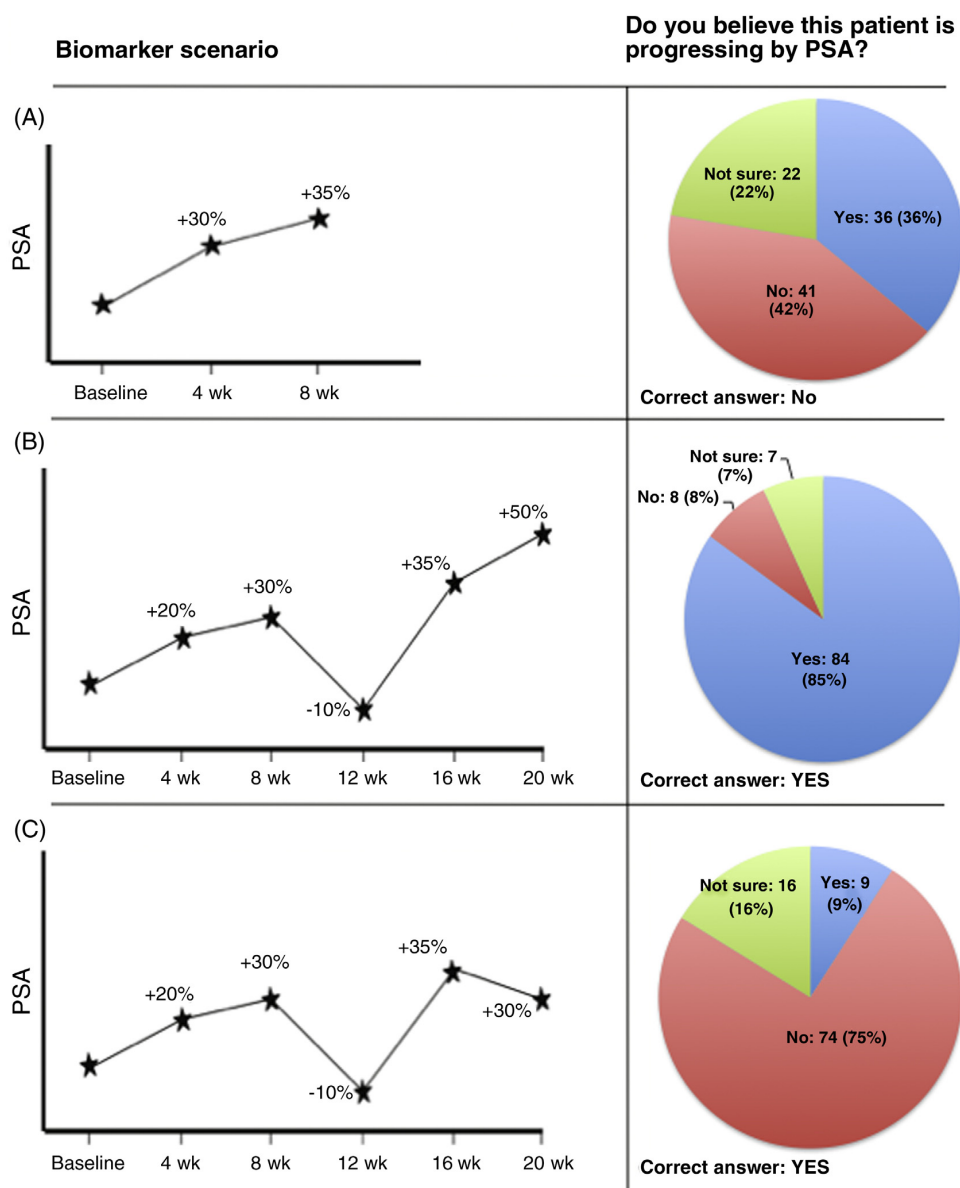 Biomarker scenario
Do you believe this patient is
progressing by PSA?
(A)
PSA
+30%
+35%
Baseline
4 wk
8 wk
Not sure: 22
(22%)
Yes: 36 (36%)
No: 41
(42%)
Correct answer: No
(B)
PSA
+20%
+30%
-10%
+35%
+50%
Baseline
4 wk
8 wk
12 wk
16 wk
20 wk
Not sure: 7
(7%)
No: 8 (8%)
Yes: 84
(85%)
Correct answer: YES
(C)
PSA
+20%
+30%
-10%
+35%
+30%
Baseline
4 wk
8 wk
12 wk
16 wk
20 wk
Not sure: 16
(16%)
Yes: 9
(9%)
No: 74 (75%)
Correct answer: YES